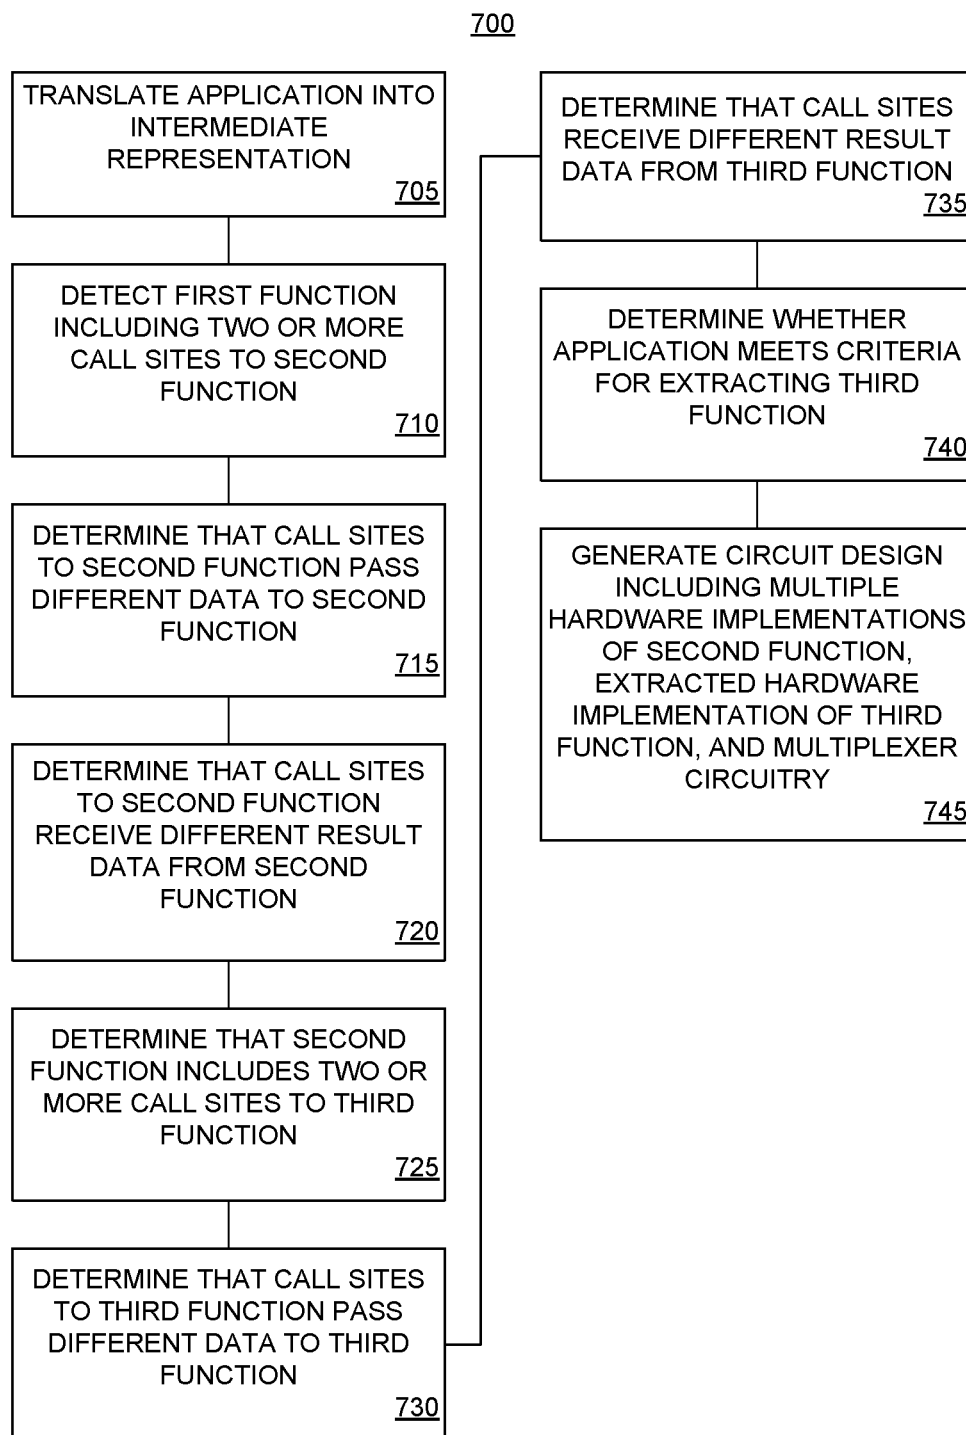 700
TRANSLATE APPLICATION INTO
INTERMEDIATE
REPRESENTATION
705
DETECT FIRST FUNCTION
INCLUDING TWO OR MORE
CALL SITES TO SECOND
FUNCTION
710
DETERMINE THAT CALL SITES
TO SECOND FUNCTION PASS
DIFFERENT DATA TO SECOND
FUNCTION
715
DETERMINE THAT CALL SITES
TO SECOND FUNCTION
RECEIVE DIFFERENT RESULT
DATA FROM SECOND
FUNCTION
720
DETERMINE THAT SECOND
FUNCTION INCLUDES TWO OR
MORE CALL SITES TO THIRD
FUNCTION
725
DETERMINE THAT CALL SITES
TO THIRD FUNCTION PASS
DIFFERENT DATA TO THIRD
FUNCTION
730
DETERMINE THAT CALL SITES
RECEIVE DIFFERENT RESULT
DATA FROM THIRD FUNCTION
735
DETERMINE WHETHER
APPLICATION MEETS CRITERIA
FOR EXTRACTING THIRD
FUNCTION
740
GENERATE CIRCUIT DESIGN
INCLUDING MULTIPLE
HARDWARE IMPLEMENTATIONS
OF SECOND FUNCTION,
EXTRACTED HARDWARE
IMPLEMENTATION OF THIRD
FUNCTION, AND MULTIPLEXER
CIRCUITRY
745